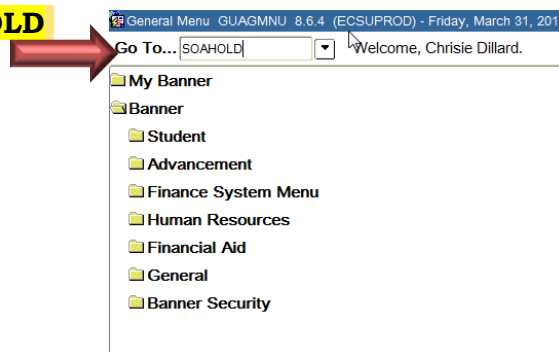 OLD
General Menu GUAGMNU 8.6.4 (ECSUPROD) - Friday, March 31, 201
Go To... SOAHOLD Welcome, Chrisie Dillard.
My Banner
Banner
Student
Advancement
Finance System Menu
Human Resources
Financial Aid
General
Banner Security